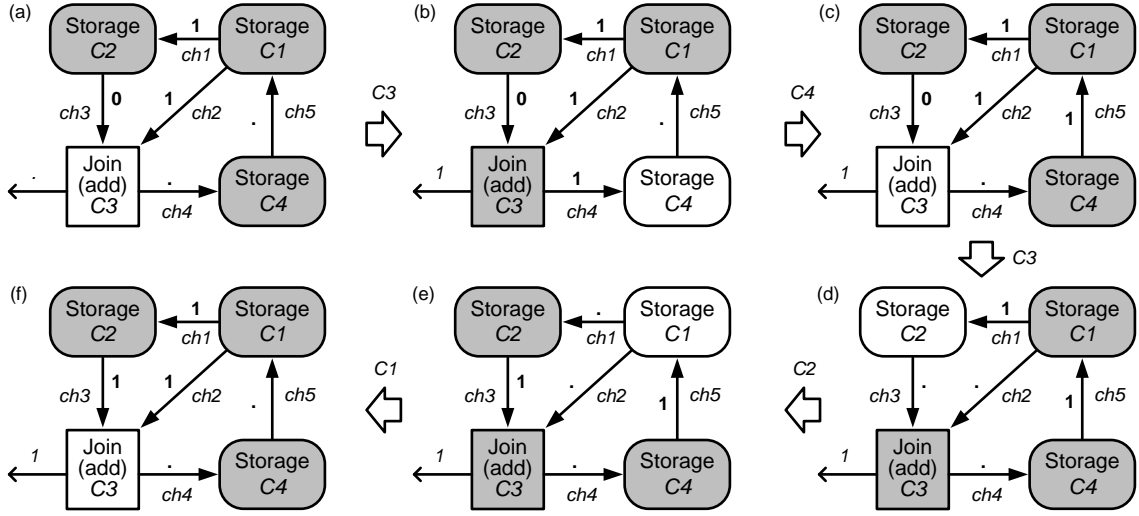 (a)
Storage
C2
1
ch1
Storage
C1
ch3
0
1
ch2
ch5
.
Join
(add)
C3
.
.
ch4
Storage
C4
C3
(b)
Storage
C2
1
ch1
Storage
C1
ch3
0
1
ch2
ch5
.
1
Join
(add)
C3
1
ch4
Storage
C4
C4
(c)
Storage
C2
1
ch1
Storage
C1
ch3
0
1
ch2
1
ch5
1
Join
(add)
C3
.
ch4
Storage
C4
C3
(d)
Storage
C2
1
ch1
Storage
C1
ch3
.
.
ch2
1
ch5
1
Join
(add)
C3
.
ch4
Storage
C4
C2
(e)
Storage
C2
.
ch1
Storage
C1
ch3
1
.
ch2
1
ch5
1
Join
(add)
C3
.
ch4
Storage
C4
C1
(f)
Storage
C2
1
ch1
Storage
C1
ch3
1
1
ch2
.
ch5
1
Join
(add)
C3
.
ch4
Storage
C4